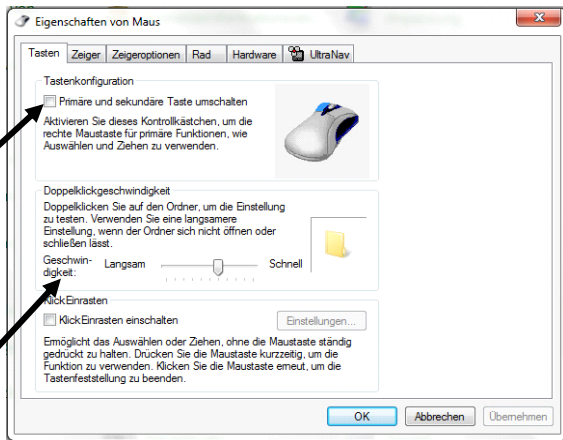 Eigenschaften von Maus
Tasten Zeiger Zeigeroptionen Rad Hardware UltraNav
Tastenkonfiguration
Primäre und sekundäre Taste umschalten
Aktivieren Sie dieses Kontrollkästchen, um die
rechte Maustaste für primäre Funktionen, wie
Auswählen und Ziehen zu verwenden.
Doppelklickgeschwindigkeit
Doppelklicken Sie auf den Ordner, um die Einstellung
zu testen. Verwenden Sie eine langsamere
Einstellung, wenn der Ordner sich nicht öffnen oder
schließen lässt.
Geschwin-
digkeit:
Langsam Schnell
KlickEinrasten
KlickEinrasten einschalten Einstellungen...
Ermöglicht das Auswählen oder Ziehen, ohne die Maustaste ständig
gedrückt zu halten. Drücken Sie die Maustaste kurzzeitig, um die
Funktion zu verwenden. Klicken Sie die Maustaste erneut, um die
Tastenfeststellung zu beenden.
OK Abbrechen Übernehmen